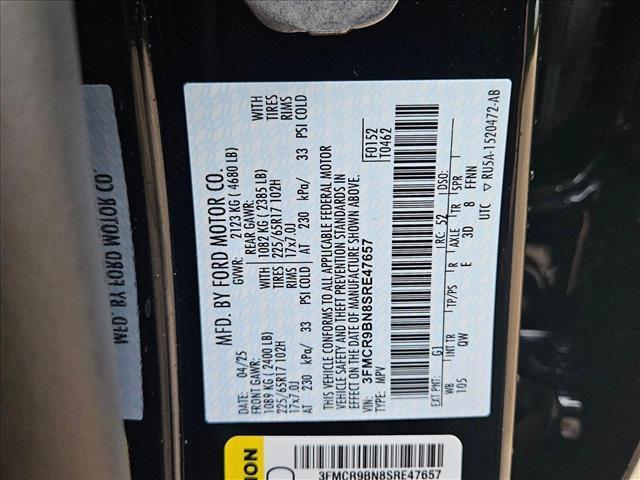 MFD. BY FORD MOTOR CO.
DATE: 04/25 GVWR: 2123 KG ( 4680 LB)
FRONT GAWR: REAR GAWR: WITH
1089 KG ( 2400 LB) 1082 KG ( 2385 LB) TIRES
225/65R17 102H 225/65R17 102H RIMS
17x7.0J 17x7.0J
AT 230 kPa/ 33 PSI COLD AT 230 kPa/ 33 PSI COLD
THIS VEHICLE CONFORMS TO ALL APPLICABLE FEDERAL MOTOR
VEHICLE SAFETY AND THEFT PREVENTION STANDARDS IN
EFFECT ON THE DATE OF MANUFACTURE SHOWN ABOVE.
VIN: 3FMCR9BN8SRE47657
TYPE: MPV
F0152
T0462
EXT PNT: G1 RC: 52 DSO:
WB INT TR TP/PS R AXLE TR SPR
105 QW E 3D 8 FFNN
UTC ▽ RU5A-1520472-AB
3FMCR9BN8SRE47657
MFD. BY FORD MOTOR CO.